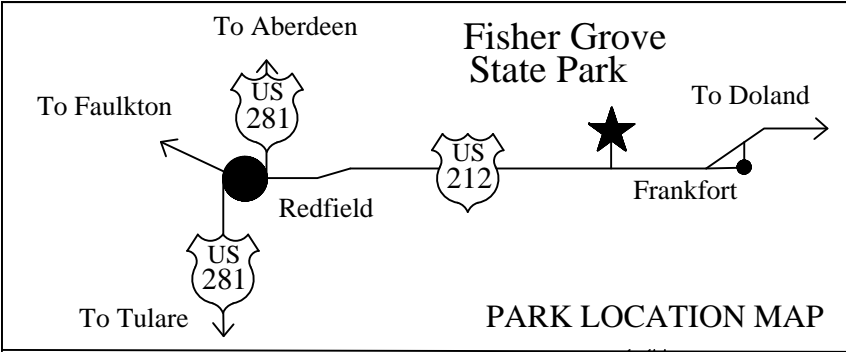 To Aberdeen
Fisher Grove
State Park
To Faulkton
US
281
To Doland
US
212
Redfield
Frankfort
US
281
To Tulare
PARK LOCATION MAP